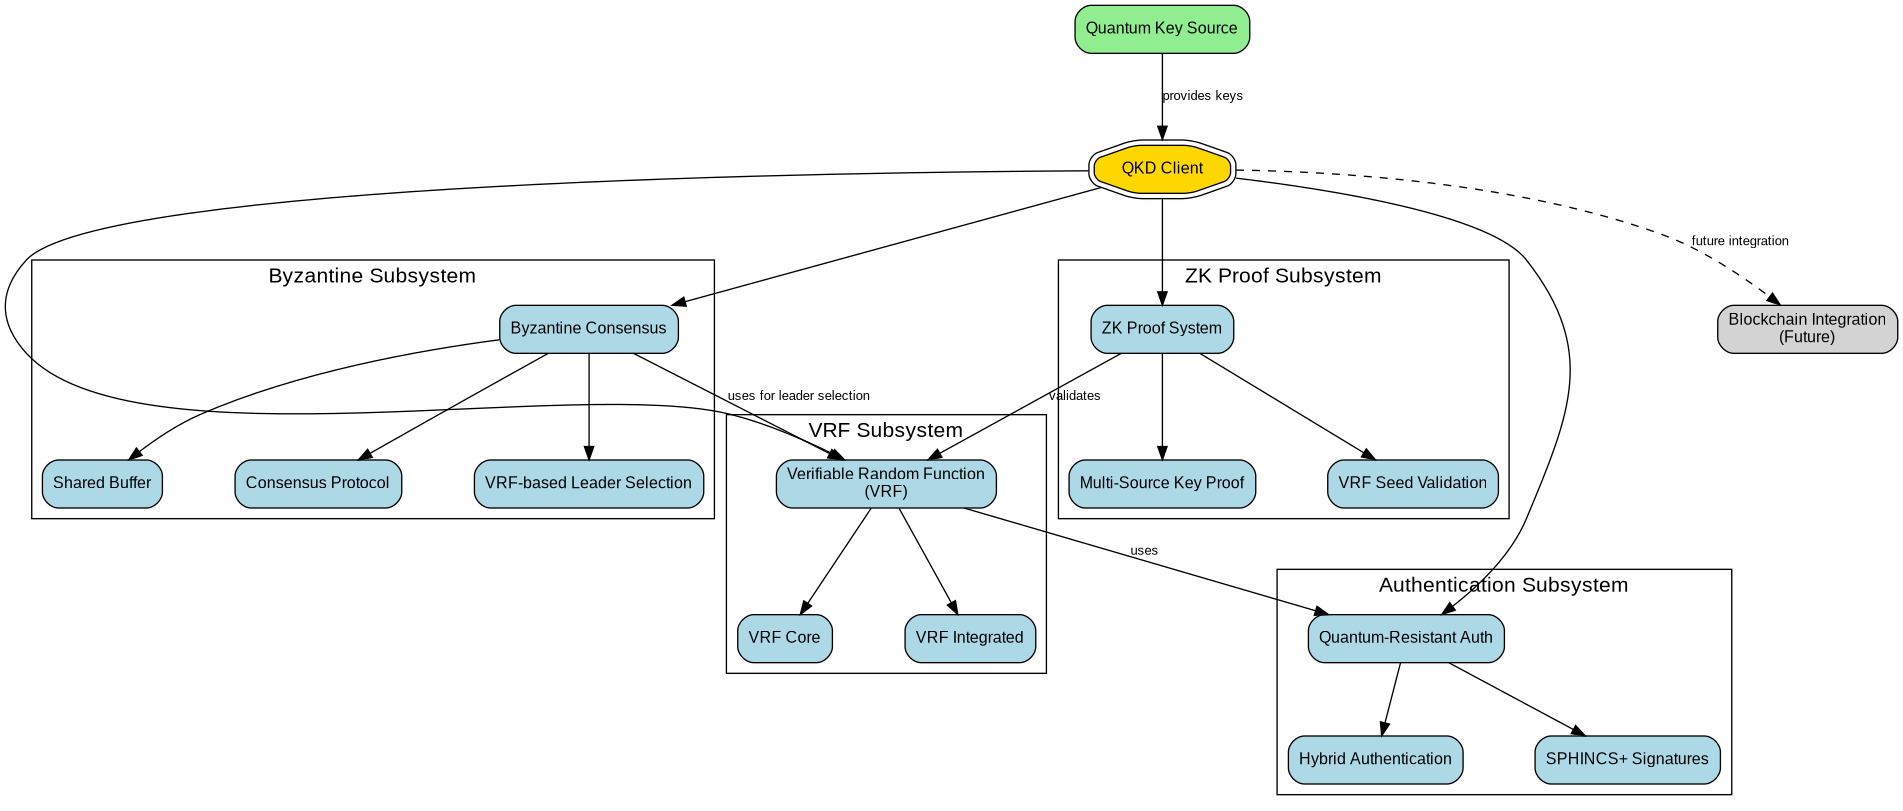 Quantum Key Source
provides keys
QKD Client
future integration
Byzantine Subsystem
ZK Proof Subsystem
Byzantine Consensus
ZK Proof System
Blockchain Integration
(Future)
uses for leader selection
validates
VRF Subsystem
Shared Buffer
Consensus Protocol
VRF-based Leader Selection
Verifiable Random Function
(VRF)
Multi-Source Key Proof
VRF Seed Validation
uses
Authentication Subsystem
VRF Core
VRF Integrated
Quantum-Resistant Auth
Hybrid Authentication
SPHINCS+ Signatures